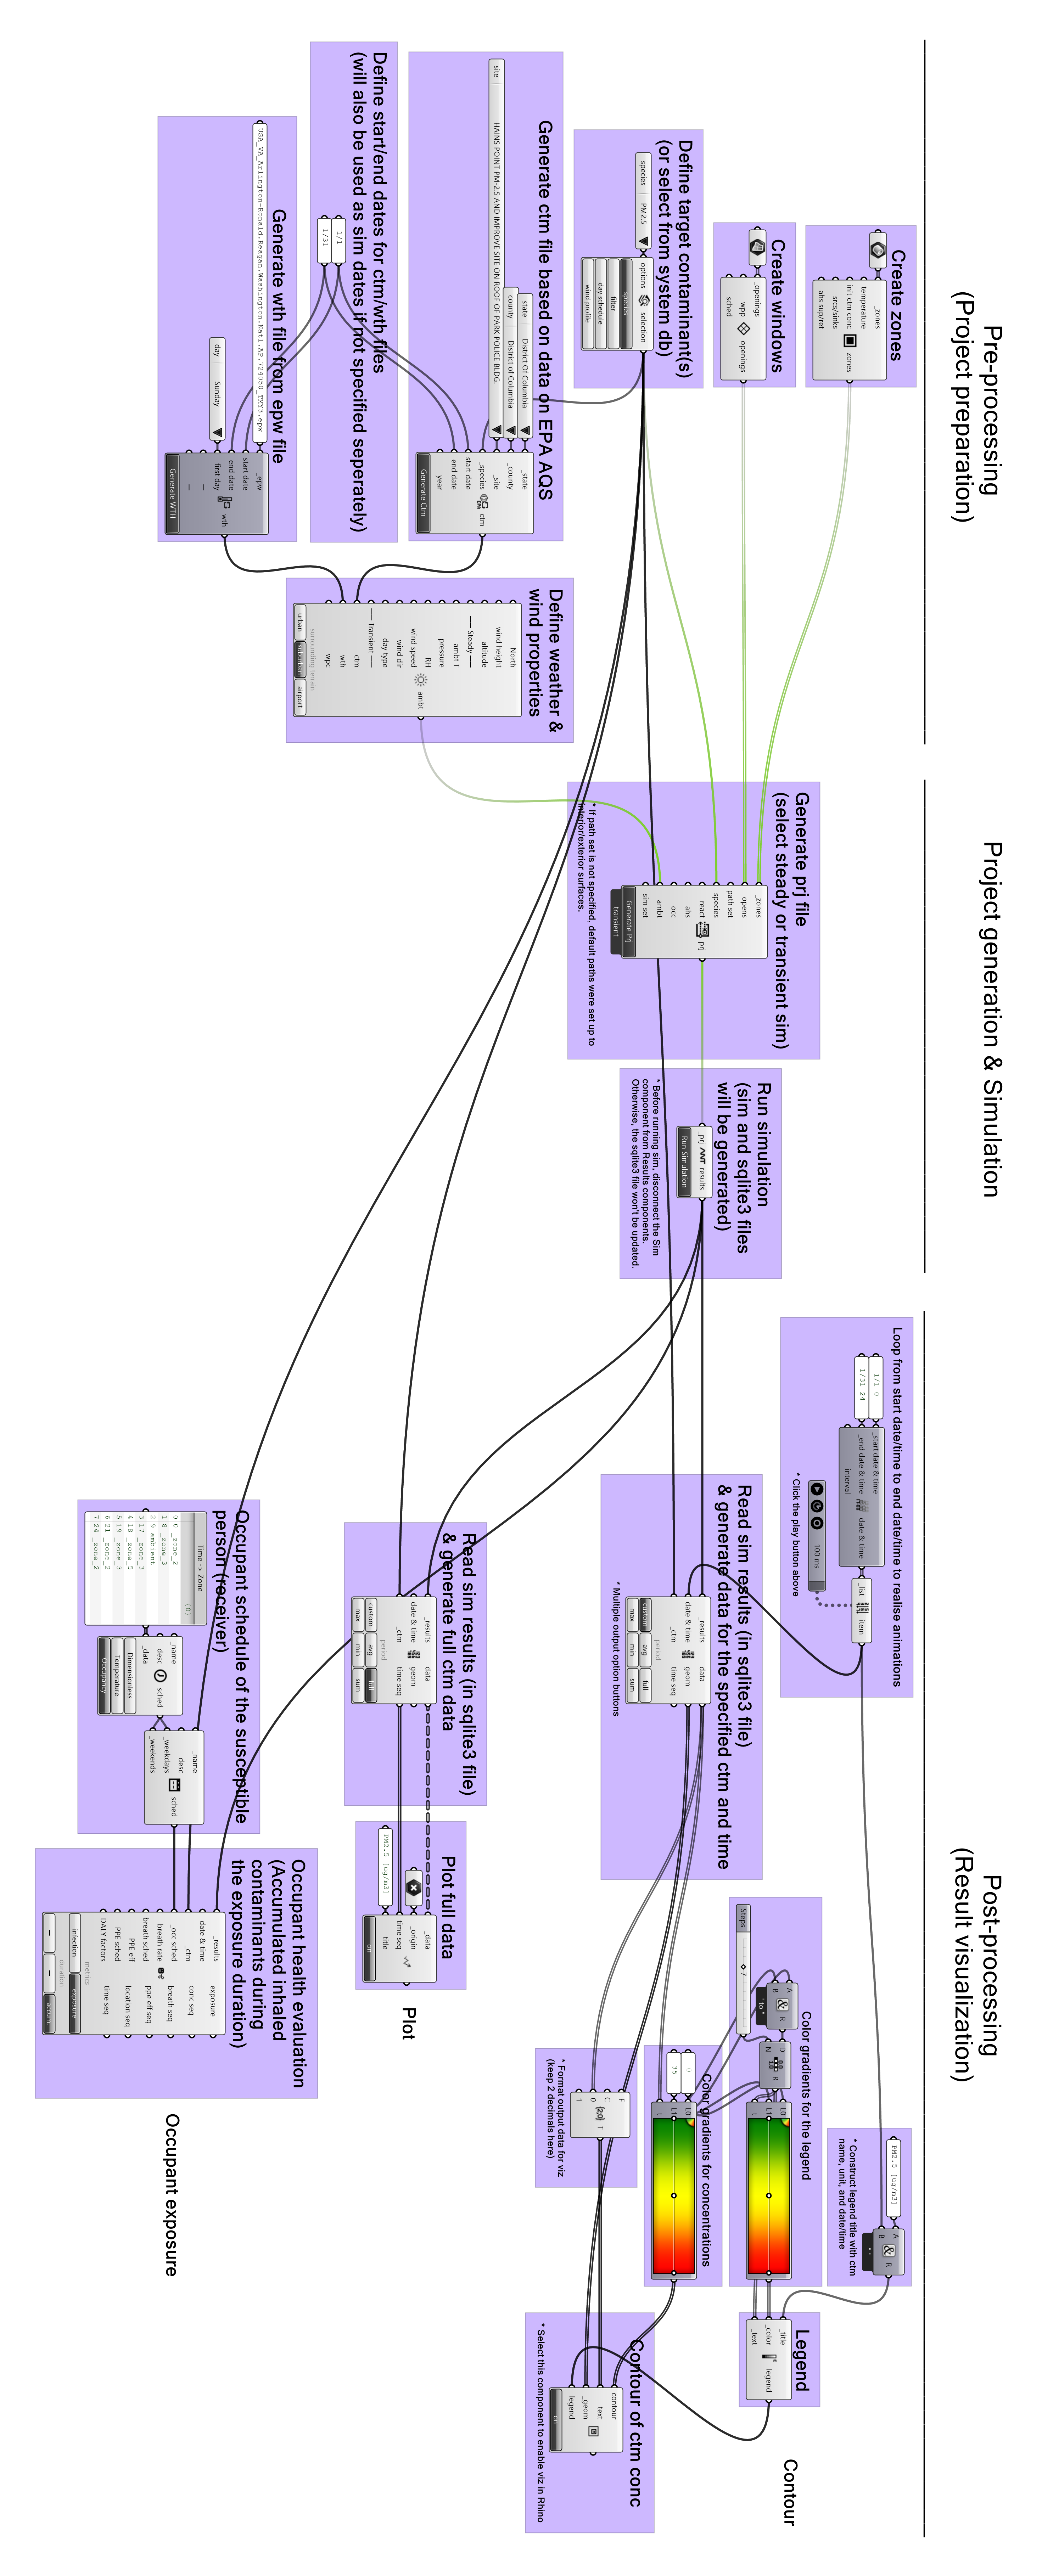 Pre-processing
(Project preparation)
Create zones
_zones
temperature
init ctm conc
srcs/sinks
ahs sup/ret
zones
Create windows
_openings
wpp
sched
openings
Define target contaminant(s)
(or select from system db)
species
PM2.5
options
selection
species
filter
day schedule
wind profile
Generate ctm file based on data on EPA AQS
state
District Of Columbia
county
District of Columbia
site
HAINS POINT PM-2.5 AND IMPROVE SITE ON ROOF OF PARK POLICE BLDG.
_state
_county
_site
_species
start date
end date
year
ctm
Generate Ctm
Define start/end dates for ctm/wth files
(will also be used as sim dates if not specified seperately)
1/1
1/31
Generate wth file from epw file
USA_VA_Arlington-Ronald.Reagan.Washington.Natl.AP.724050_TMY3.epw
day
Sunday
_epw
start date
end date
first day
wth
Generate WTH
Define weather &
wind properties
North
wind height
altitude
— Steady —
ambt T
pressure
RH
wind speed
wind dir
day type
— Transient —
ctm
wth
wpc
ambt
surrounding terrain
urban
airport
Project generation & Simulation
Generate prj file
(select steady or transient sim)
_zones
opens
path set
species
react
ahs
occ
ambt
sim set
prj
Generate Prj
transient
* If path set is not specified, default paths were set up to
interior/exterior surfaces.
Run simulation
(sim and sqlite3 files
will be generated)
_prj
results
Run Simulation
* Before running sim, disconnect the Sim
component from Results components.
Otherwise, the sqlite3 file won't be updated.
Post-processing
(Result visualization)
Loop from start date/time to end date/time to realise animations
1/1 0
1/31 24
_start date & time
_end date & time
interval
date & time
_list
item
100 ms
* Click the play button above
Read sim results (in sqlite3 file)
& generate data for the specified ctm and time
_results
date & time
_ctm
data
geom
time seq
period
custom
avg
full
max
min
sum
* Multiple output option buttons
Read sim results (in sqlite3 file)
& generate full ctm data
_results
date & time
_ctm
data
geom
time seq
period
custom
avg
full
max
min
sum
Plot full data
PM2.5 [ug/m3]
_data
_origin
time seq
title
on
Plot
Occupant schedule of the susceptible
person (receiver)
Time -> Zone
{0}
0 0 _zone_2
1 8 _zone_3
2 9 ambient
3 17 _zone_3
4 18 _zone_5
5 19 _zone_3
6 21 _zone_2
7 24 _zone_2
_name
desc
_data
sched
Dimensionless
Temperature
Occupancy
_name
desc
_weekdays
_weekends
sched
Occupant health evaluation
(Accumulated inhaled
contaminants during
the exposure duration)
_results
date & time
_ctm
_occ sched
breath rate
breath sched
PPE eff
PPE sched
DALY factors
exposure
conc seq
breath seq
ppe eff seq
location seq
time seq
metrics
infection
exposure
duration
accum
Occupant exposure
Color gradients for the legend
Steps
7
A
B
R
" to "
D
N
R
L0
L1
t
Color gradients for concentrations
0
35
L0
L1
t
* Format output data for viz
(keep 2 decimals here)
F
C
0
1
T
PM2.5 [ug/m3]
A
B
R
* Construct legend title with ctm
name, unit, and date/time
Legend
_title
_color
_text
legend
Contour of ctm conc
contour
text
_geom
legend
on
* Select this component to enable viz in Rhino
Contour